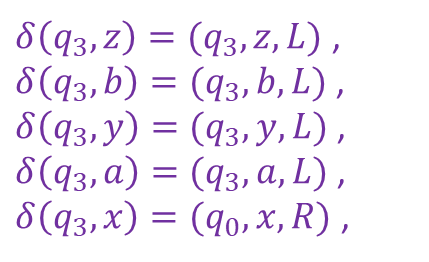 δ(q₃, z) = (q₃, z, L) ,
δ(q₃, b) = (q₃, b, L) ,
δ(q₃, y) = (q₃, y, L) ,
δ(q₃, a) = (q₃, a, L) ,
δ(q₃, x) = (q₀, x, R) ,